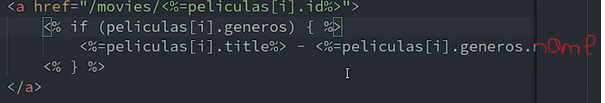 <a href="/movies/<%=peliculas[i].id%>">
<% if (peliculas[i].generos) { %>
<%=peliculas[i].title%> - <%=peliculas[i].generos.name
<% } %>
</a>